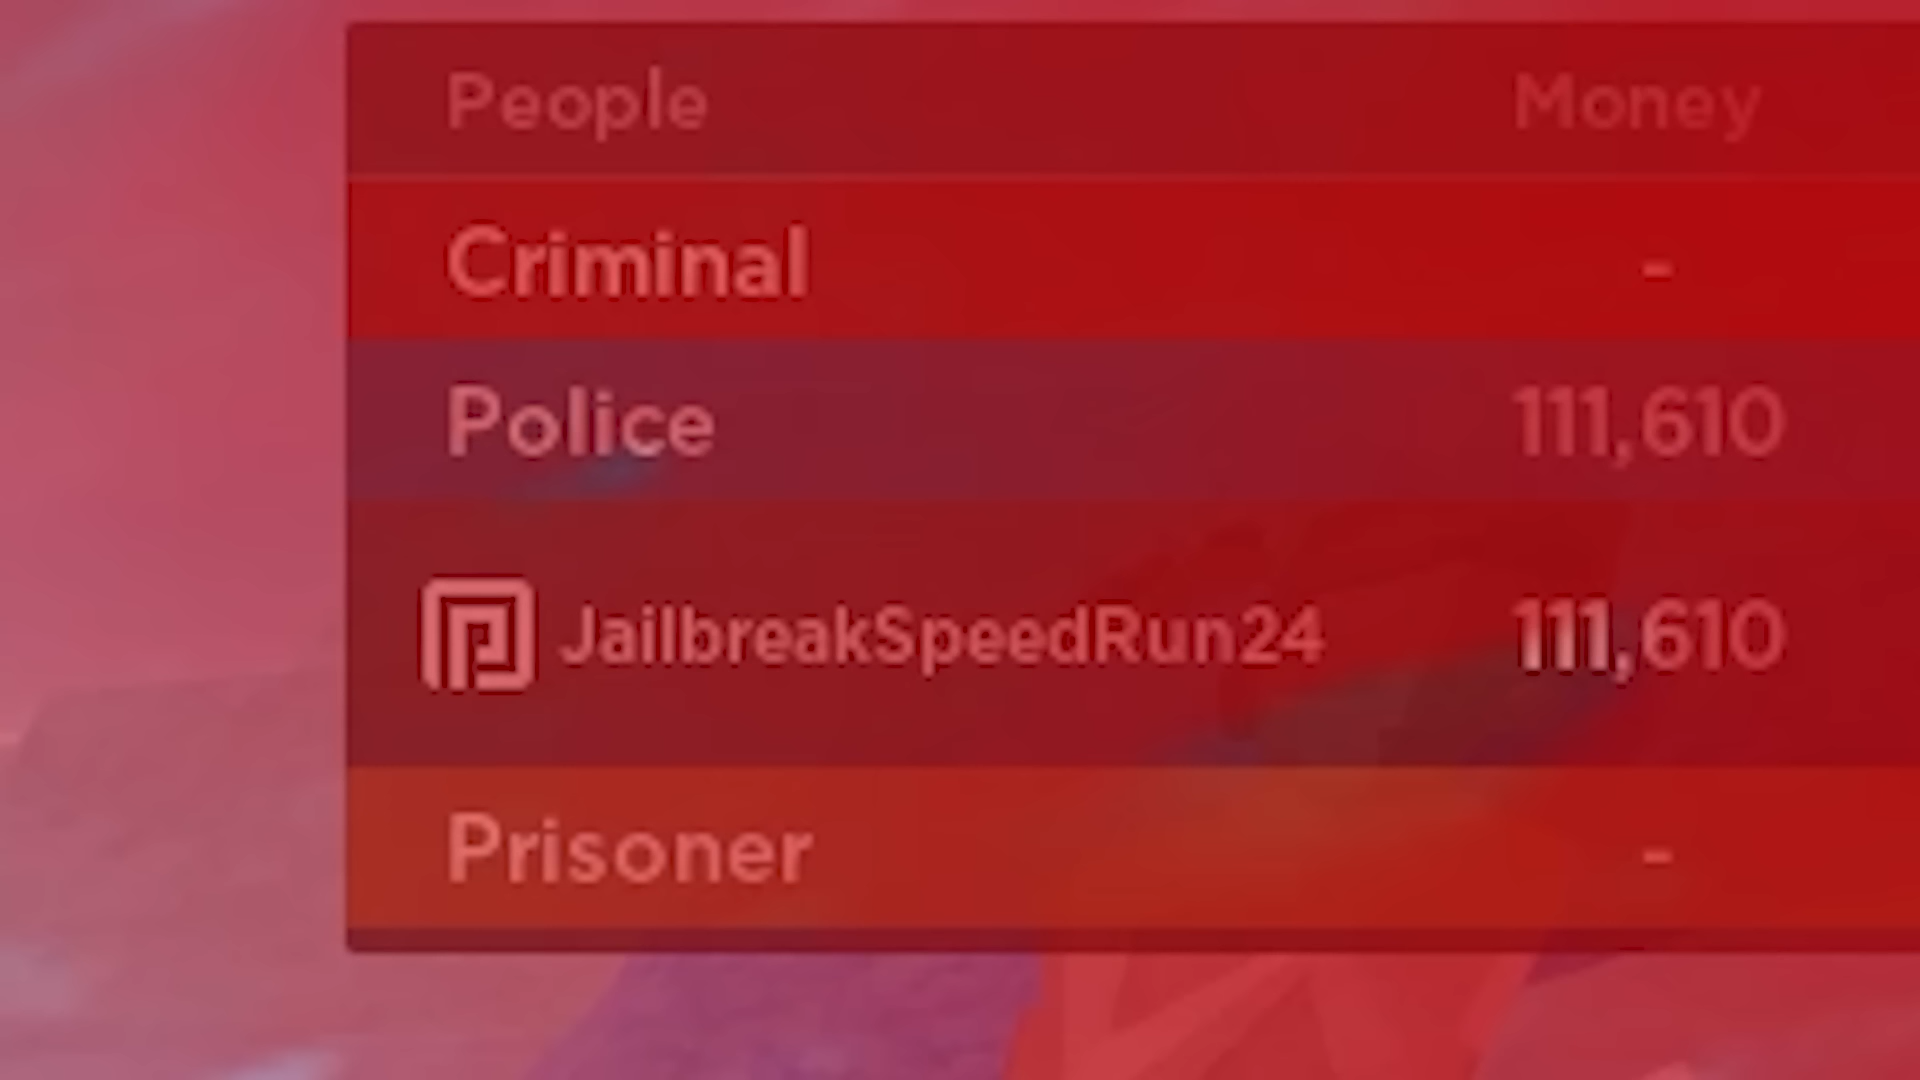 People Money
Criminal -
Police 111,610
JailbreakSpeedRun24 111,610
Prisoner -